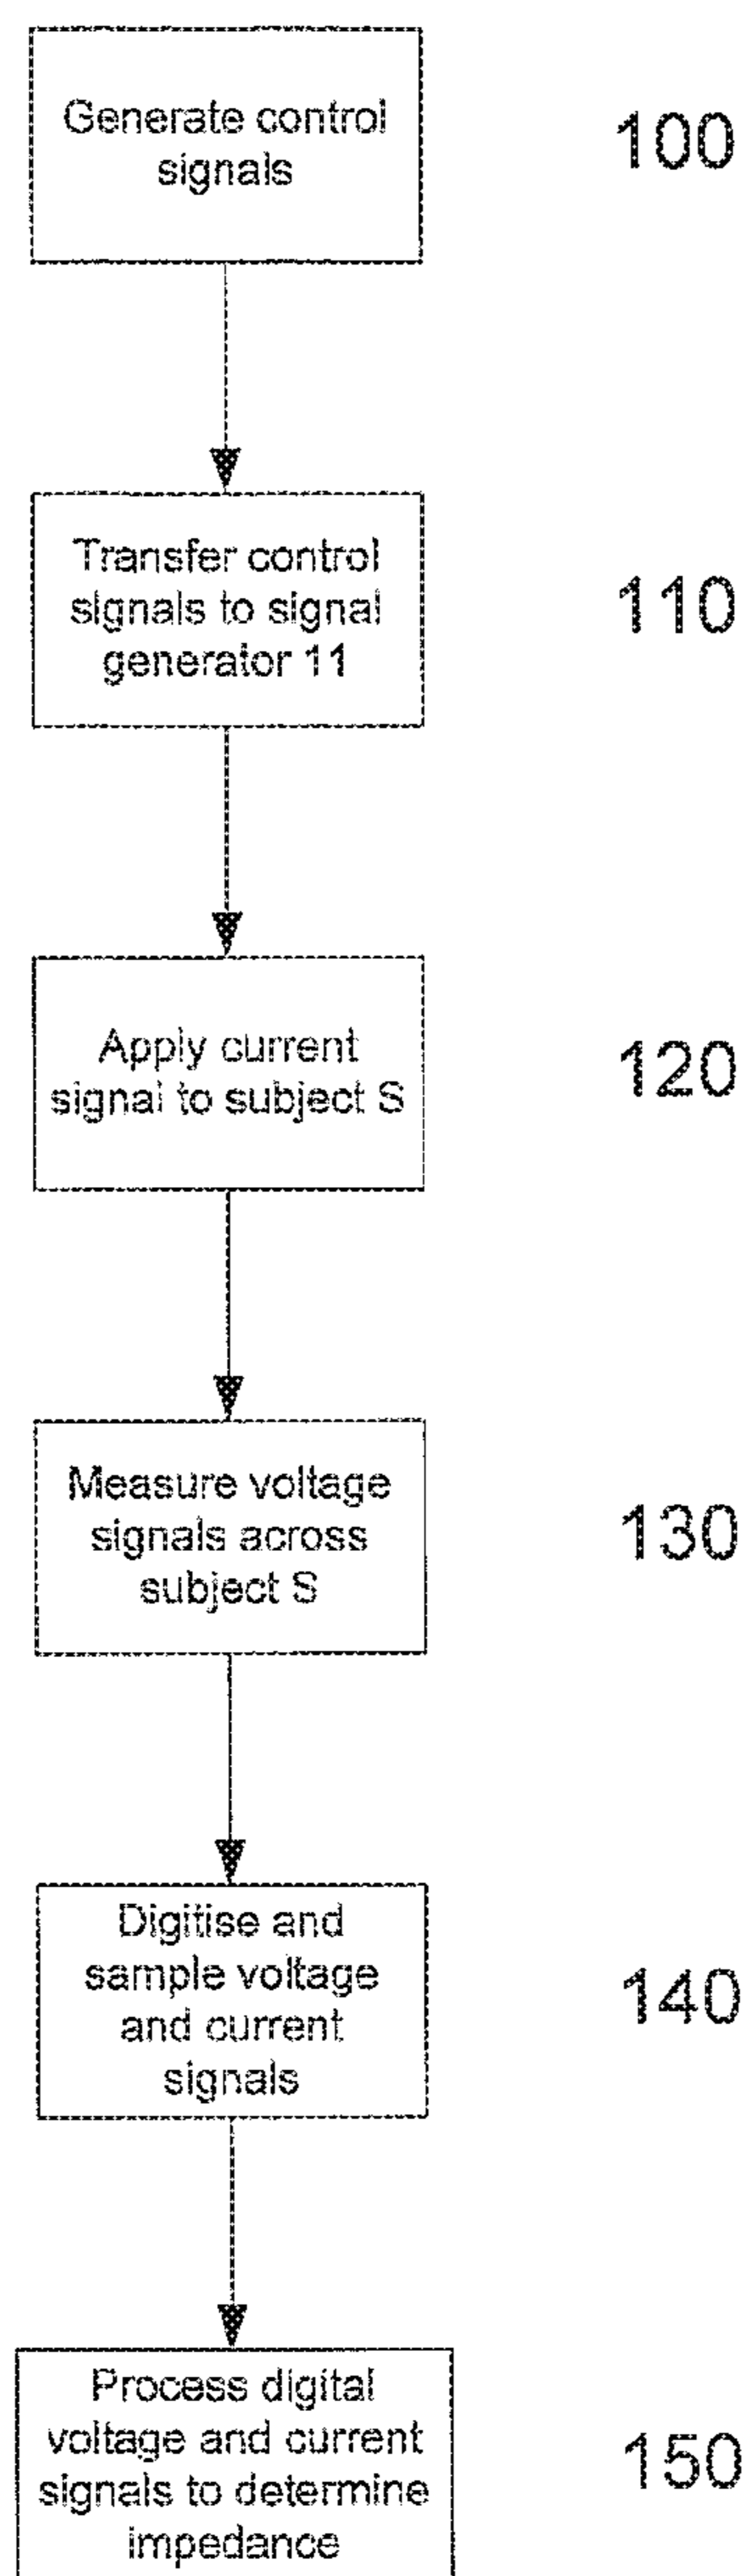 Generate control
signals
100
Transfer control
signals to signal
generator 11
110
Apply current
signal to subject S
120
Measure voltage
signals across
subject S
130
Digitise and
sample voltage
and current
signals
140
Process digital
voltage and current
signals to determine
impedance
150